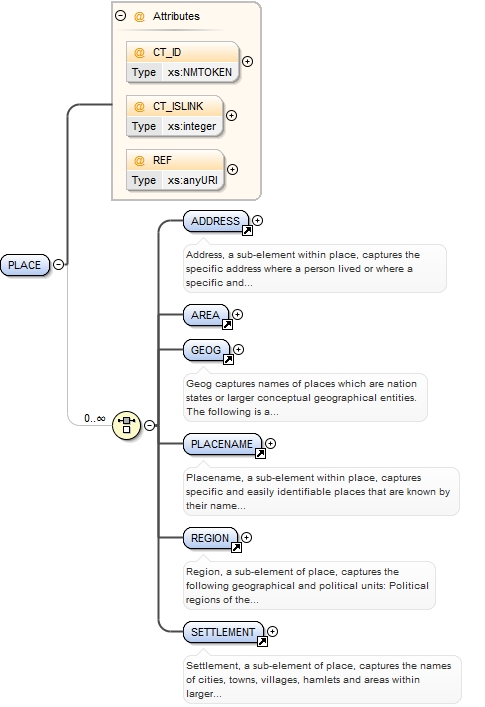 Attributes
@ CT_ID
Type xs:NMTOKEN
@ CT_ISLINK
Type xs:integer
@ REF
Type xs:anyURI
PLACE
0..∞
ADDRESS
Address, a sub-element within place, captures the
specific address where a person lived or where a
specific and...
AREA
GEOG
Geog captures names of places which are nation
states or larger conceptual geographical entities.
The following is a...
PLACENAME
Placename, a sub-element within place, captures
specific and easily identifiable places that are known by
their name...
REGION
Region, a sub-element of place, captures the
following geographical and political units: Political
regions of the...
SETTLEMENT
Settlement, a sub-element of place, captures the names
of cities, towns, villages, hamlets and areas within
larger...